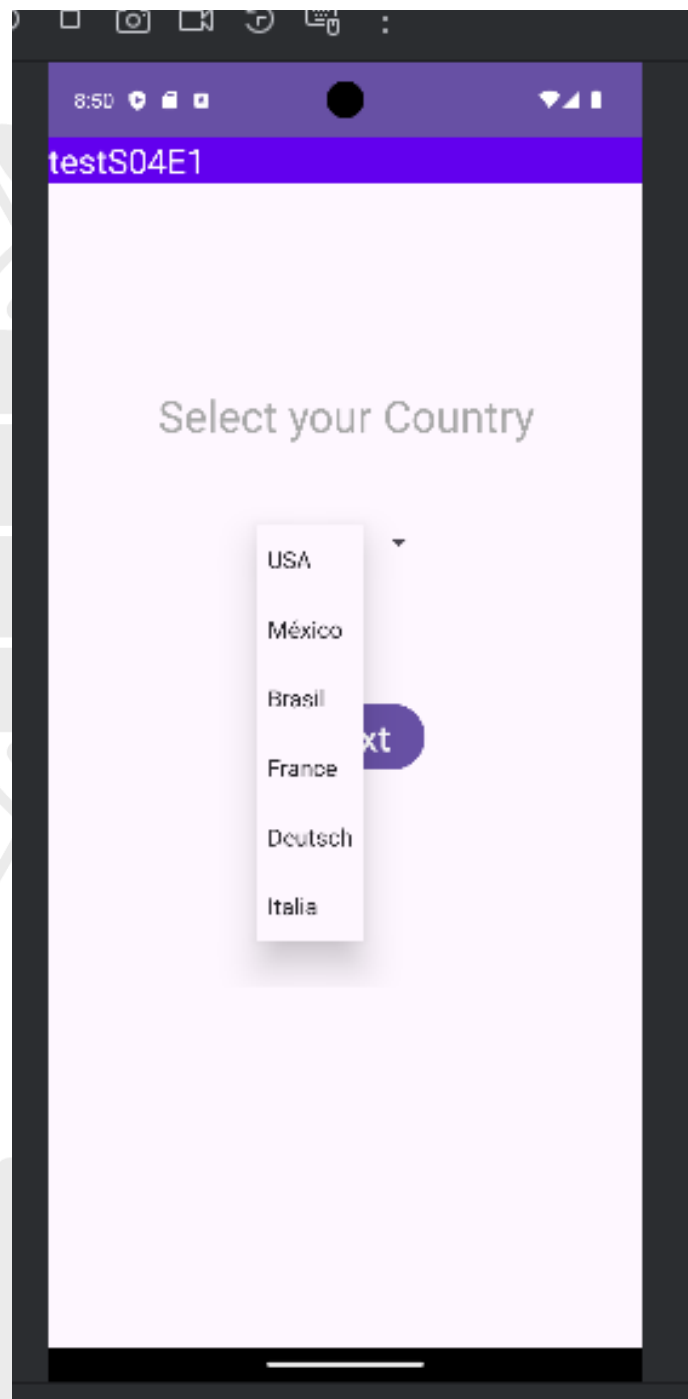 8:50
testS04E1
Select your Country
USA
México
Brasil
xt
France
Deutsch
Italia